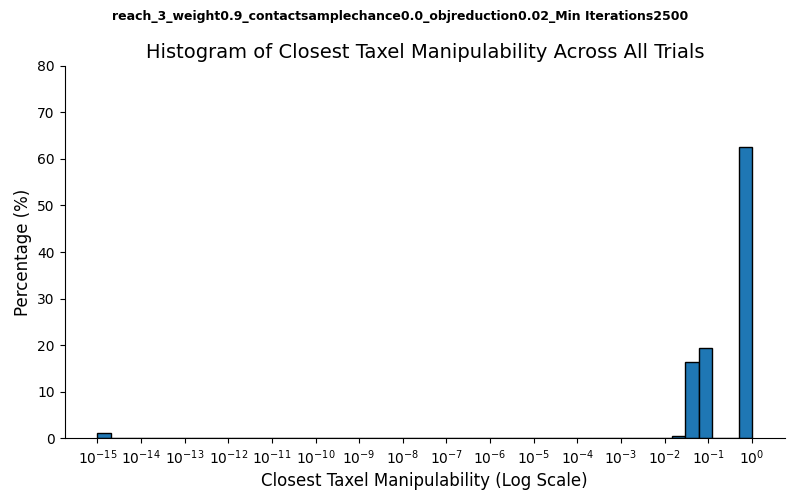 reach_3_weight0.9_contactsamplechance0.0_objreduction0.02_Min Iterations2500
Histogram of Closest Taxel Manipulability Across All Trials
Percentage (%)
80
70
60
50
40
30
20
10
0
10⁻¹⁵ 10⁻¹⁴ 10⁻¹³ 10⁻¹² 10⁻¹¹ 10⁻¹⁰ 10⁻⁹ 10⁻⁸ 10⁻⁷ 10⁻⁶ 10⁻⁵ 10⁻⁴ 10⁻³ 10⁻² 10⁻¹ 10⁰
Closest Taxel Manipulability (Log Scale)